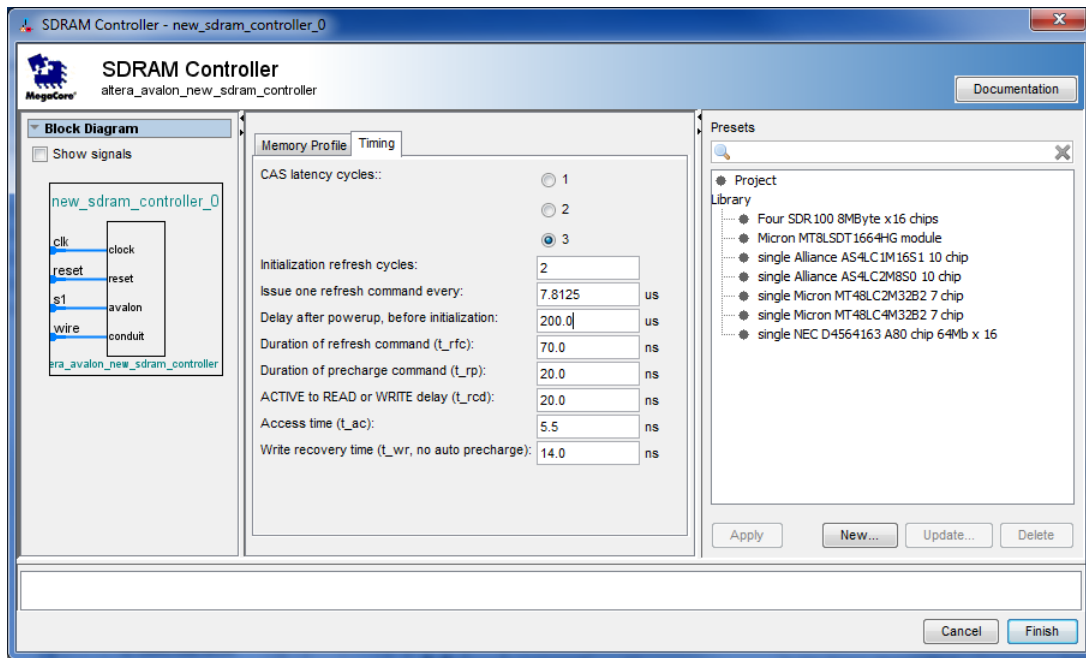 SDRAM Controller - new_sdram_controller_0
SDRAM Controller
altera_avalon_new_sdram_controller
MegaCore'
Documentation
Block Diagram
Show signals
new_sdram_controller_0
clk
clock
reset
reset
s1
avalon
wire
conduit
era_avalon_new_sdram_controller
Memory Profile Timing
CAS latency cycles::
1
2
3
Initialization refresh cycles: 2
Issue one refresh command every: 7.8125 us
Delay after powerup, before initialization: 200.0 us
Duration of refresh command (t_rfc): 70.0 ns
Duration of precharge command (t_rp): 20.0 ns
ACTIVE to READ or WRITE delay (t_rcd): 20.0 ns
Access time (t_ac): 5.5 ns
Write recovery time (t_wr, no auto precharge): 14.0 ns
Presets
Project
Library
Four SDR100 8MByte x16 chips
Micron MT8LSDT1664HG module
single Alliance AS4LC1M16S1 10 chip
single Alliance AS4LC2M8S0 10 chip
single Micron MT48LC2M32B2 7 chip
single Micron MT48LC4M32B2 7 chip
single NEC D4564163 A80 chip 64Mb x 16
Apply New... Update... Delete
Cancel Finish